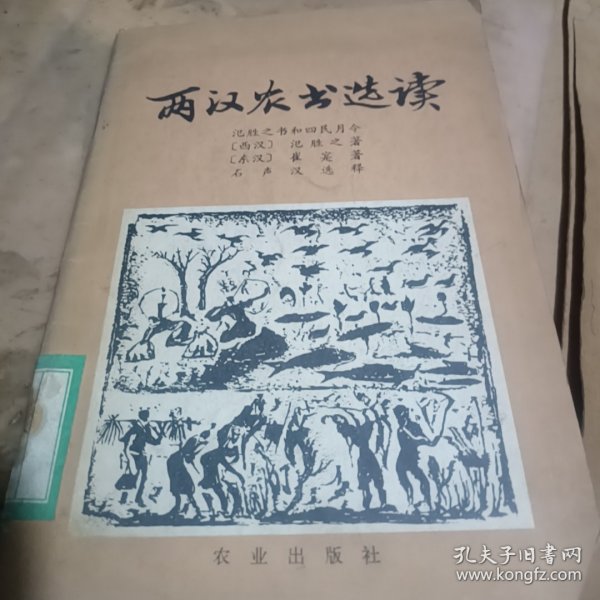 两汉农书选读
氾胜之书和四民月令
〔西汉〕 氾胜之 著
〔东汉〕 崔寔 著
石声汉选释
农业出版社
孔夫子旧书网
www.kongfz.com